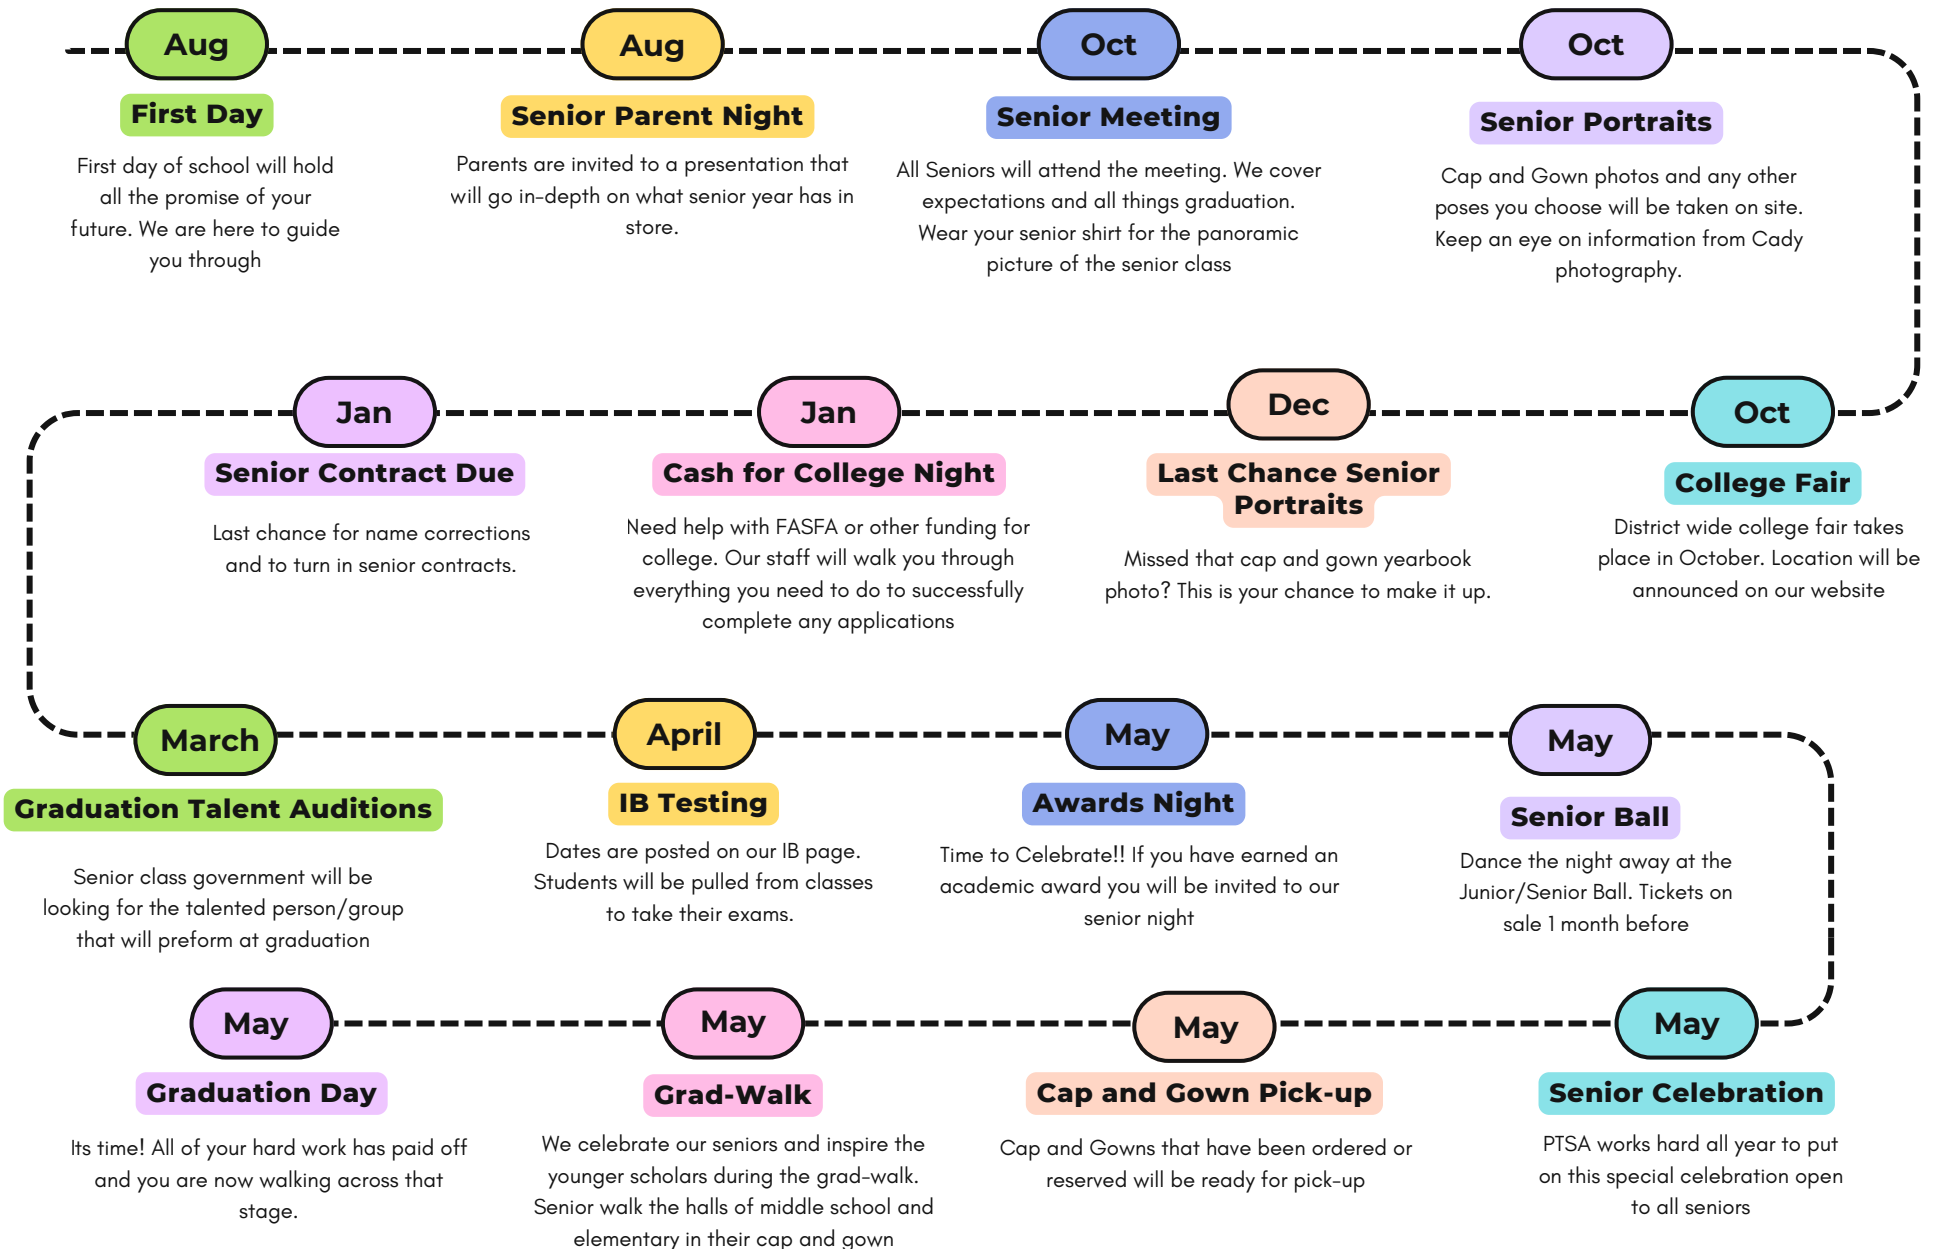 Aug
First Day
First day of school will hold
all the promise of your
future. We are here to guide
you through
Aug
Senior Parent Night
Parents are invited to a presentation that
will go in-depth on what senior year has in
store.
Oct
Senior Meeting
All Seniors will attend the meeting. We cover
expectations and all things graduation.
Wear your senior shirt for the panoramic
picture of the senior class
Oct
Senior Portraits
Cap and Gown photos and any other
poses you choose will be taken on site.
Keep an eye on information from Cady
photography.
Oct
College Fair
District wide college fair takes
place in October. Location will be
announced on our website
Dec
Last Chance Senior
Portraits
Missed that cap and gown yearbook
photo? This is your chance to make it up.
Jan
Cash for College Night
Need help with FASFA or other funding for
college. Our staff will walk you through
everything you need to do to successfully
complete any applications
Jan
Senior Contract Due
Last chance for name corrections
and to turn in senior contracts.
March
Graduation Talent Auditions
Senior class government will be
looking for the talented person/group
that will preform at graduation
April
IB Testing
Dates are posted on our IB page.
Students will be pulled from classes
to take their exams.
May
Awards Night
Time to Celebrate!! If you have earned an
academic award you will be invited to our
senior night
May
Senior Ball
Dance the night away at the
Junior/Senior Ball. Tickets on
sale 1 month before
May
Senior Celebration
PTSA works hard all year to put
on this special celebration open
to all seniors
May
Cap and Gown Pick-up
Cap and Gowns that have been ordered or
reserved will be ready for pick-up
May
Grad-Walk
We celebrate our seniors and inspire the
younger scholars during the grad-walk.
Senior walk the halls of middle school and
elementary in their cap and gown
May
Graduation Day
Its time! All of your hard work has paid off
and you are now walking across that
stage.